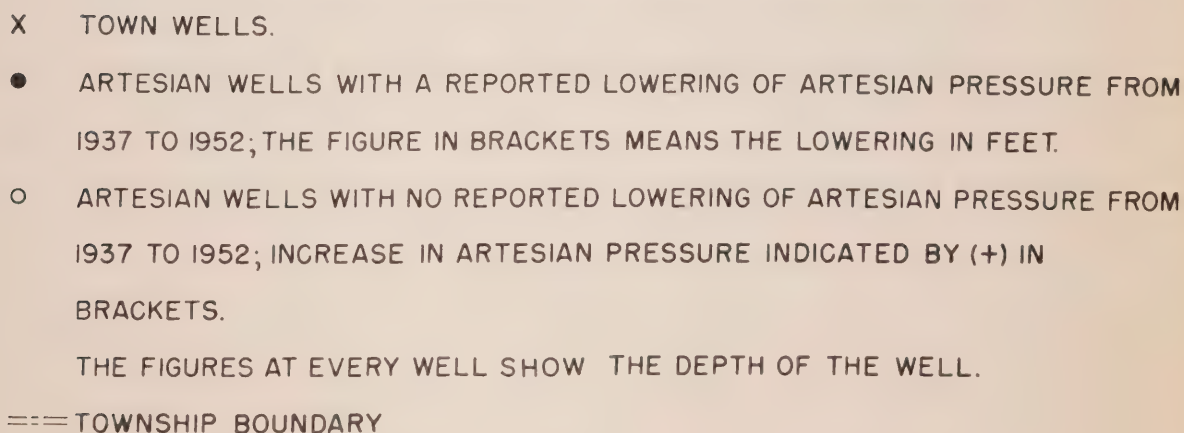 X TOWN WELLS.
● ARTESIAN WELLS WITH A REPORTED LOWERING OF ARTESIAN PRESSURE FROM
1937 TO 1952; THE FIGURE IN BRACKETS MEANS THE LOWERING IN FEET.
○ ARTESIAN WELLS WITH NO REPORTED LOWERING OF ARTESIAN PRESSURE FROM
1937 TO 1952; INCREASE IN ARTESIAN PRESSURE INDICATED BY (+) IN
BRACKETS.
THE FIGURES AT EVERY WELL SHOW THE DEPTH OF THE WELL.
TOWNSHIP BOUNDARY